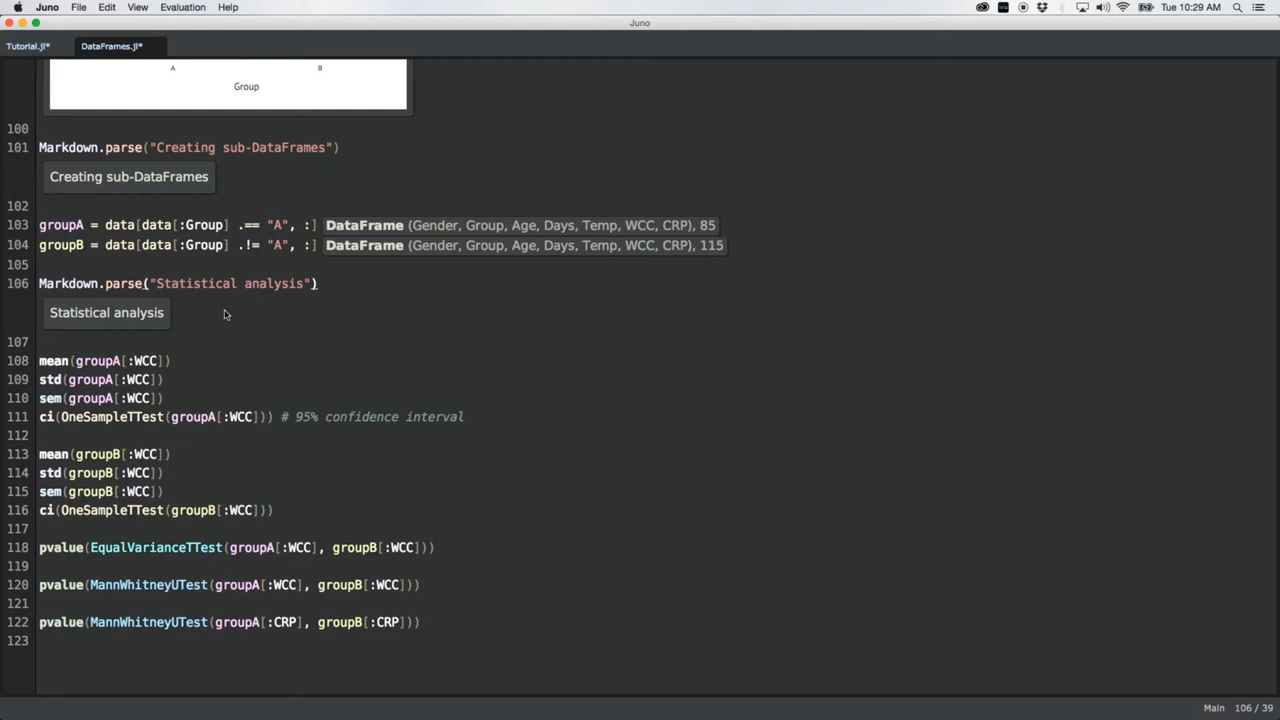 Juno File Edit View Evaluation Help Tue 10:29 AM
Juno
Tutorial.jl* DataFrames.jl*
A B
Group
100
101 Markdown.parse("Creating sub-DataFrames")
Creating sub-DataFrames
102
103 groupA = data[data[:Group] .== "A", :] DataFrame (Gender, Group, Age, Days, Temp, WCC, CRP), 85
104 groupB = data[data[:Group] .!= "A", :] DataFrame (Gender, Group, Age, Days, Temp, WCC, CRP), 115
105
106 Markdown.parse("Statistical analysis")
Statistical analysis
107
108 mean(groupA[:WCC])
109 std(groupA[:WCC])
110 sem(groupA[:WCC])
111 ci(OneSampleTTest(groupA[:WCC])) # 95% confidence interval
112
113 mean(groupB[:WCC])
114 std(groupB[:WCC])
115 sem(groupB[:WCC])
116 ci(OneSampleTTest(groupB[:WCC]))
117
118 pvalue(EqualVarianceTTest(groupA[:WCC], groupB[:WCC]))
119
120 pvalue(MannWhitneyUTest(groupA[:WCC], groupB[:WCC]))
121
122 pvalue(MannWhitneyUTest(groupA[:CRP], groupB[:CRP]))
123
Main 106 / 39